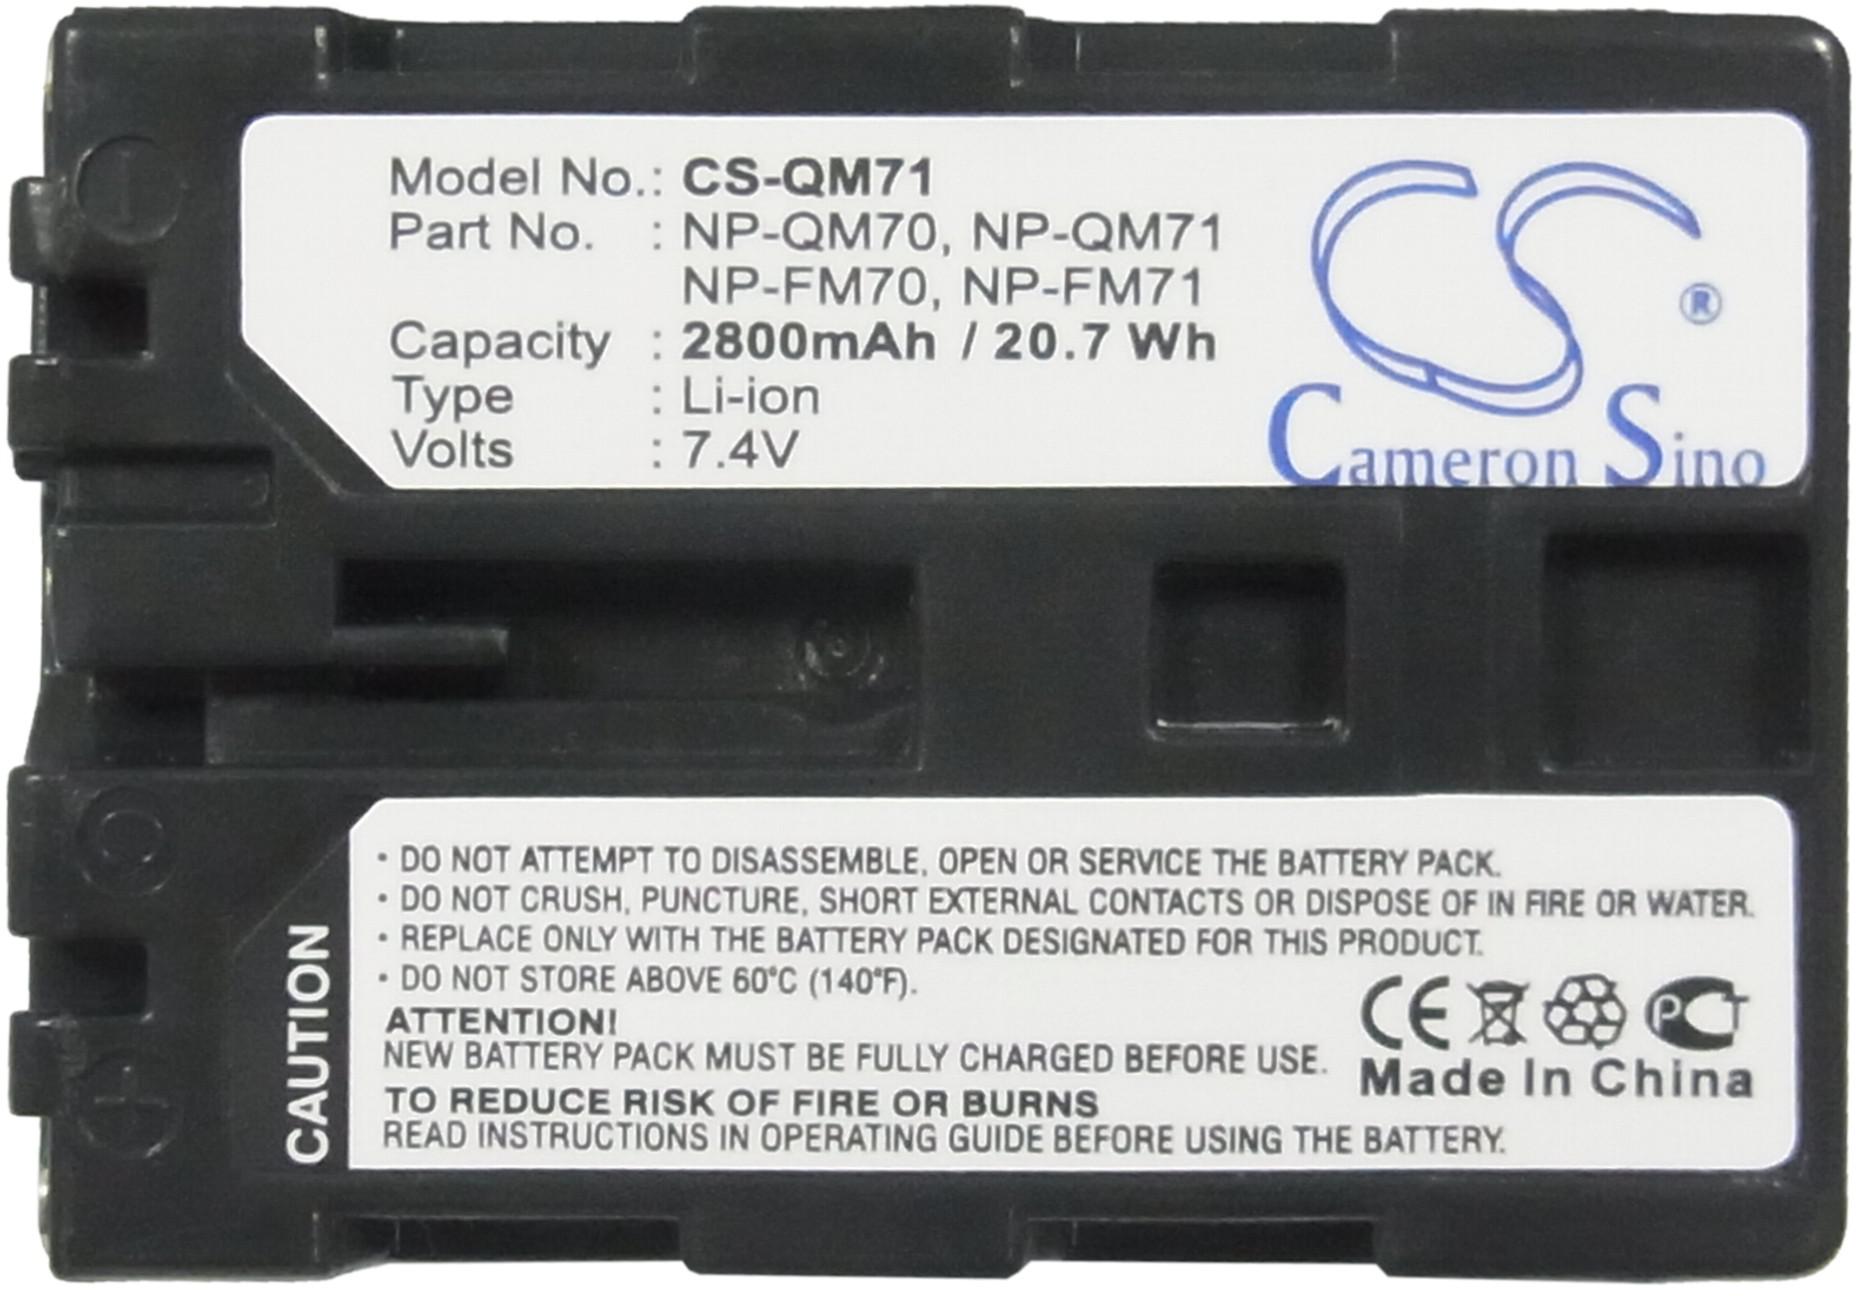 Model No.: CS-QM71
Part No. : NP-QM70, NP-QM71
NP-FM70, NP-FM71
Capacity : 2800mAh / 20.7 Wh
Type : Li-ion
Volts : 7.4V
CS ®
Cameron Sino
CAUTION
· DO NOT ATTEMPT TO DISASSEMBLE, OPEN OR SERVICE THE BATTERY PACK.
· DO NOT CRUSH, PUNCTURE, SHORT EXTERNAL CONTACTS OR DISPOSE OF IN FIRE OR WATER.
· REPLACE ONLY WITH THE BATTERY PACK DESIGNATED FOR THIS PRODUCT.
· DO NOT STORE ABOVE 60°C (140°F).
ATTENTION!
NEW BATTERY PACK MUST BE FULLY CHARGED BEFORE USE.
TO REDUCE RISK OF FIRE OR BURNS
READ INSTRUCTIONS IN OPERATING GUIDE BEFORE USING THE BATTERY.
CE PCT
Made In China